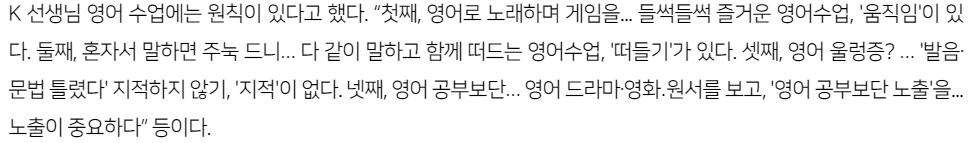 K 선생님 영어 수업에는 원칙이 있다고 했다. “첫째, 영어로 노래하며 게임을... 들썩들썩 즐거운 영어수업, '움직임'이 있
다. 둘째, 혼자서 말하면 주눅 드니… 다 같이 말하고 함께 떠드는 영어수업, '떠들기'가 있다. 셋째, 영어 울렁증? … '발음·
문법 틀렸다' 지적하지 않기, '지적'이 없다. 넷째, 영어 공부보단… 영어 드라마·영화.원서를 보고, '영어 공부보단 노출'을...
노출이 중요하다” 등이다.